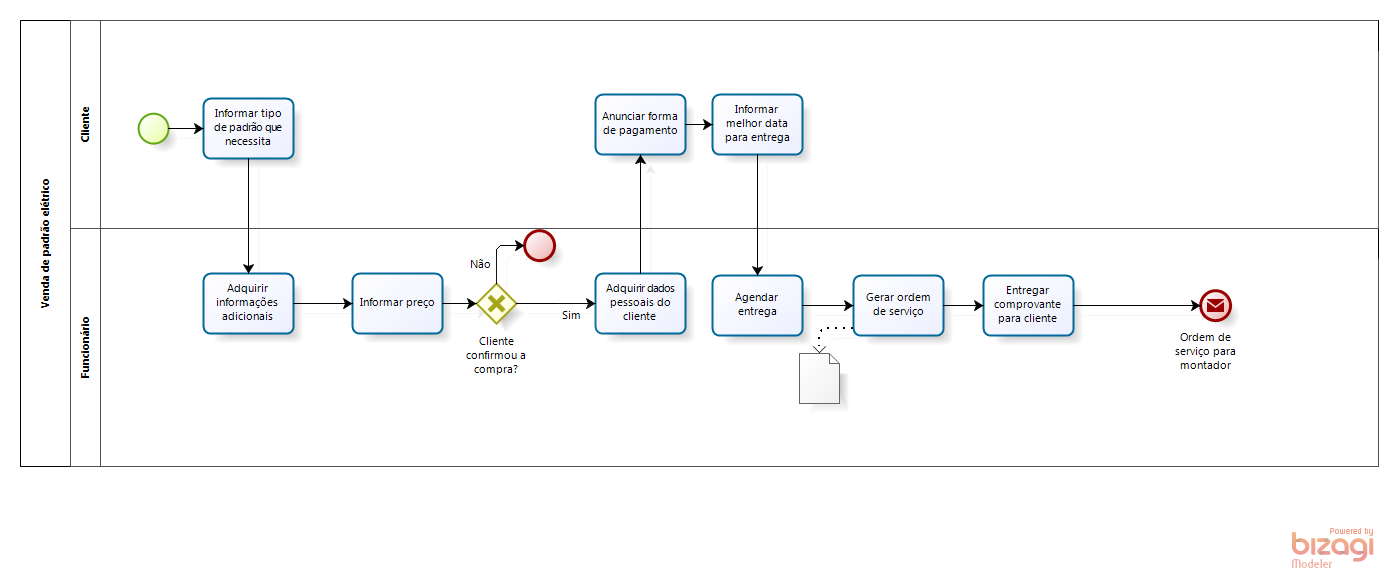 Venda de padrão elétrico
Cliente
Informar tipo
de padrão que
necessita
Anunciar forma
de pagamento
Informar
melhor data
para entrega
Funcionário
Adquirir
informações
adicionais
Informar preço
Não
Cliente
confirmou a
compra?
Sim
Adquirir dados
pessoais do
cliente
Agendar
entrega
Gerar ordem
de serviço
Entregar
comprovante
para cliente
Ordem de
serviço para
montador
Powered by
bizagi
Modeler